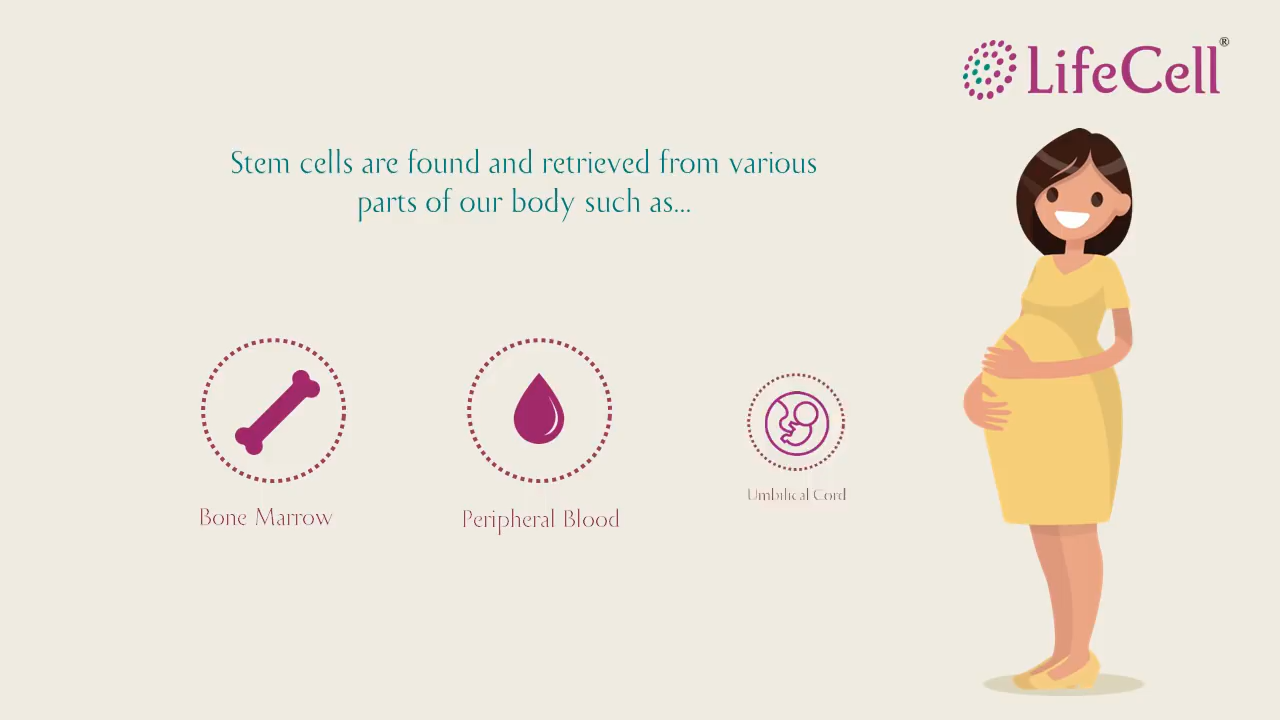 LifeCell®
Stem cells are found and retrieved from various
parts of our body such as...
Bone Marrow
Peripheral Blood
Umbilical Cord